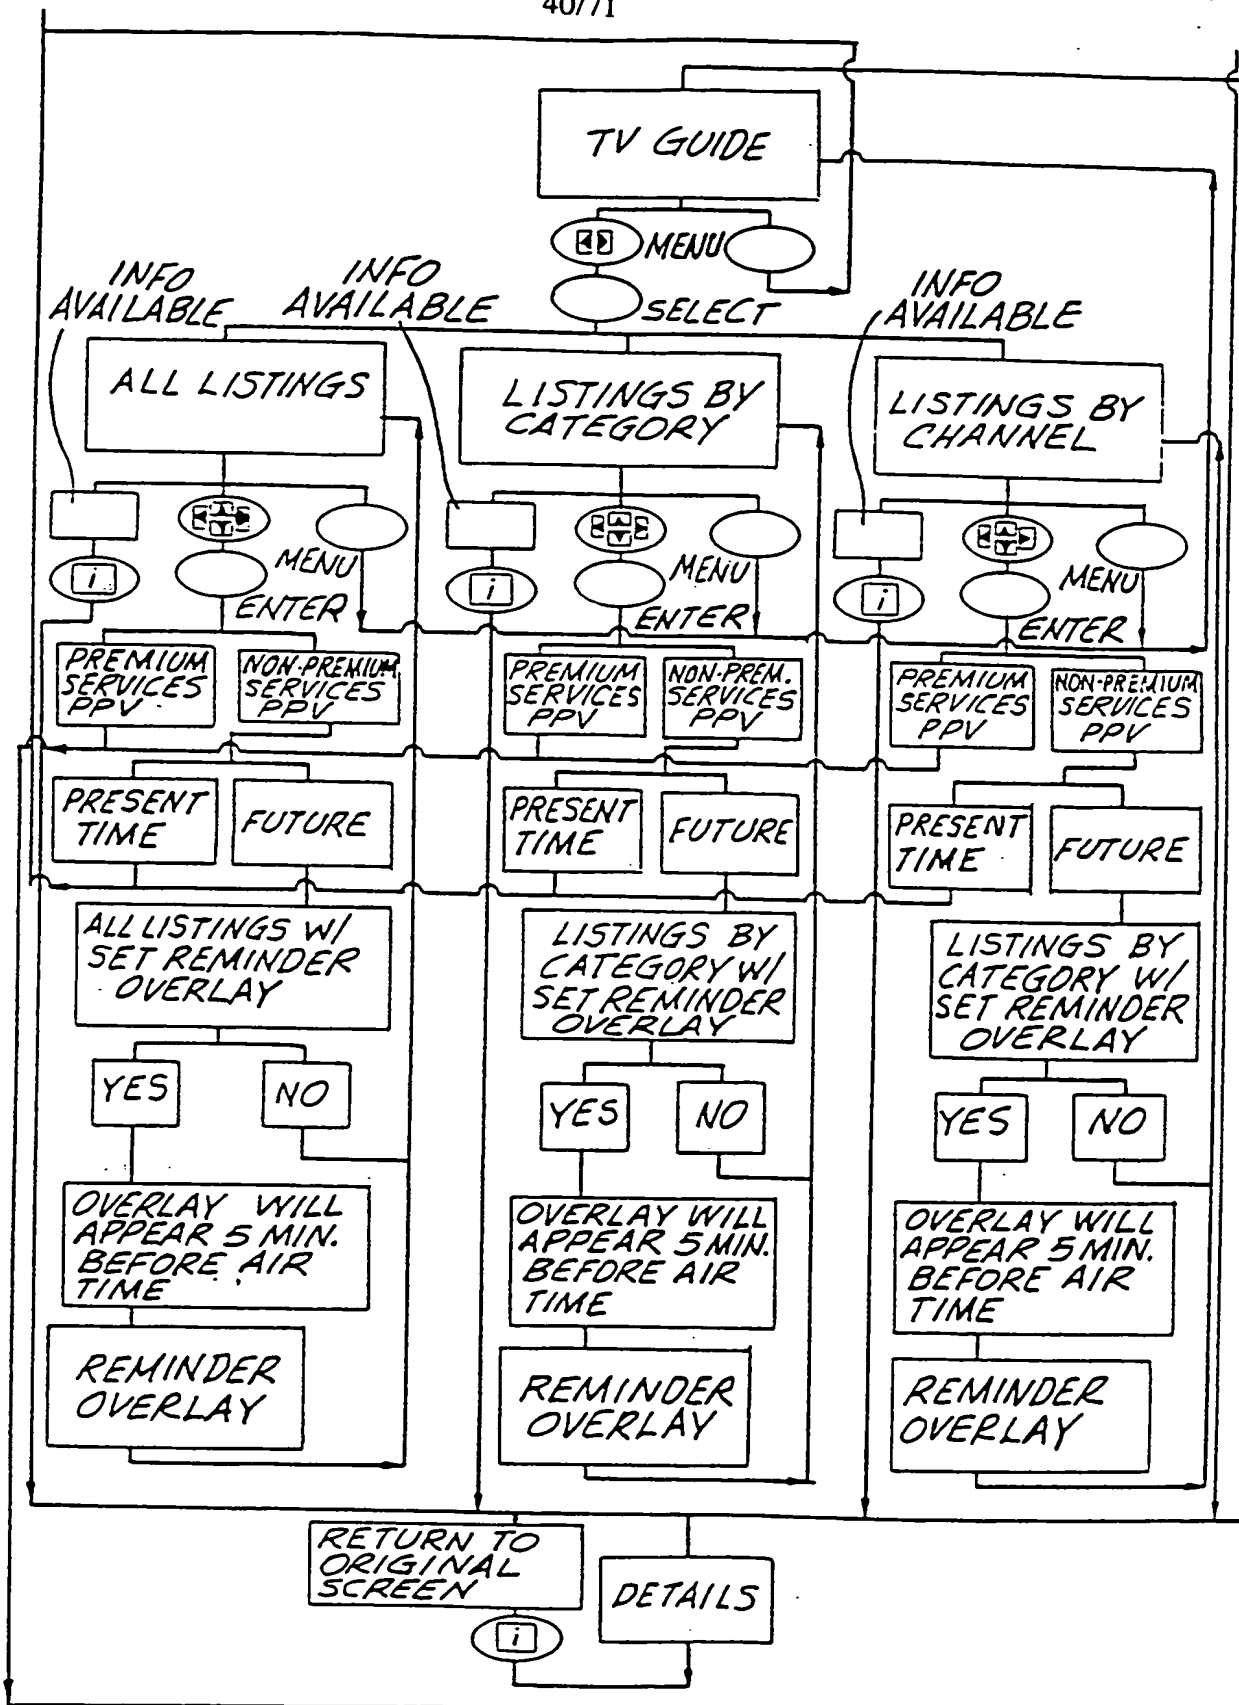 40/71
TV GUIDE
MENU
SELECT
INFO
AVAILABLE
INFO
AVAILABLE
INFO
AVAILABLE
ALL LISTINGS
LISTINGS BY
CATEGORY
LISTINGS BY
CHANNEL
i
MENU
ENTER
i
MENU
ENTER
i
MENU
ENTER
PREMIUM
SERVICES
PPV
NON-PREMIUM
SERVICES
PPV
PREMIUM
SERVICES
PPV
NON-PREM.
SERVICES
PPV
PREMIUM
SERVICES
PPV
NON-PREMIUM
SERVICES
PPV
PRESENT
TIME
FUTURE
PRESENT
TIME
FUTURE
PRESENT
TIME
FUTURE
ALL LISTINGS W/
SET REMINDER
OVERLAY
LISTINGS BY
CATEGORY W/
SET REMINDER
OVERLAY
LISTINGS BY
CATEGORY W/
SET REMINDER
OVERLAY
YES
NO
YES
NO
YES
NO
OVERLAY WILL
APPEAR 5 MIN.
BEFORE AIR
TIME
OVERLAY WILL
APPEAR 5 MIN.
BEFORE AIR
TIME
OVERLAY WILL
APPEAR 5 MIN.
BEFORE AIR
TIME
REMINDER
OVERLAY
REMINDER
OVERLAY
REMINDER
OVERLAY
RETURN TO
ORIGINAL
SCREEN
DETAILS
i